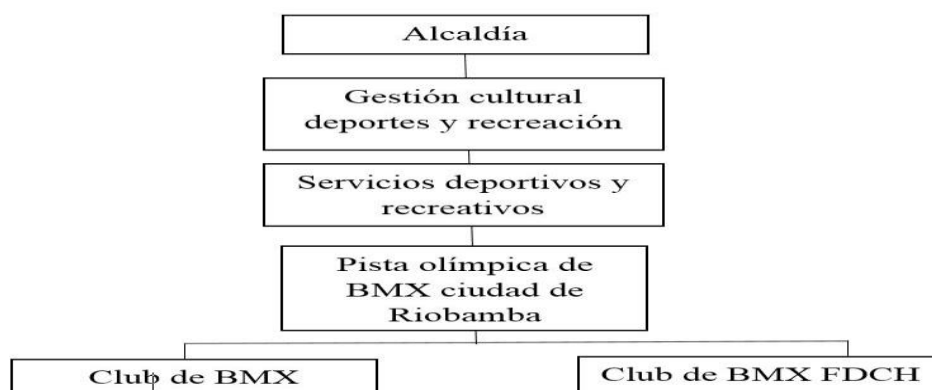 Alcaldía
Gestión cultural
deportes y recreación
Servicios deportivos y
recreativos
Pista olímpica de
BMX ciudad de
Riobamba
Club de BMX
Club de BMX FDCH